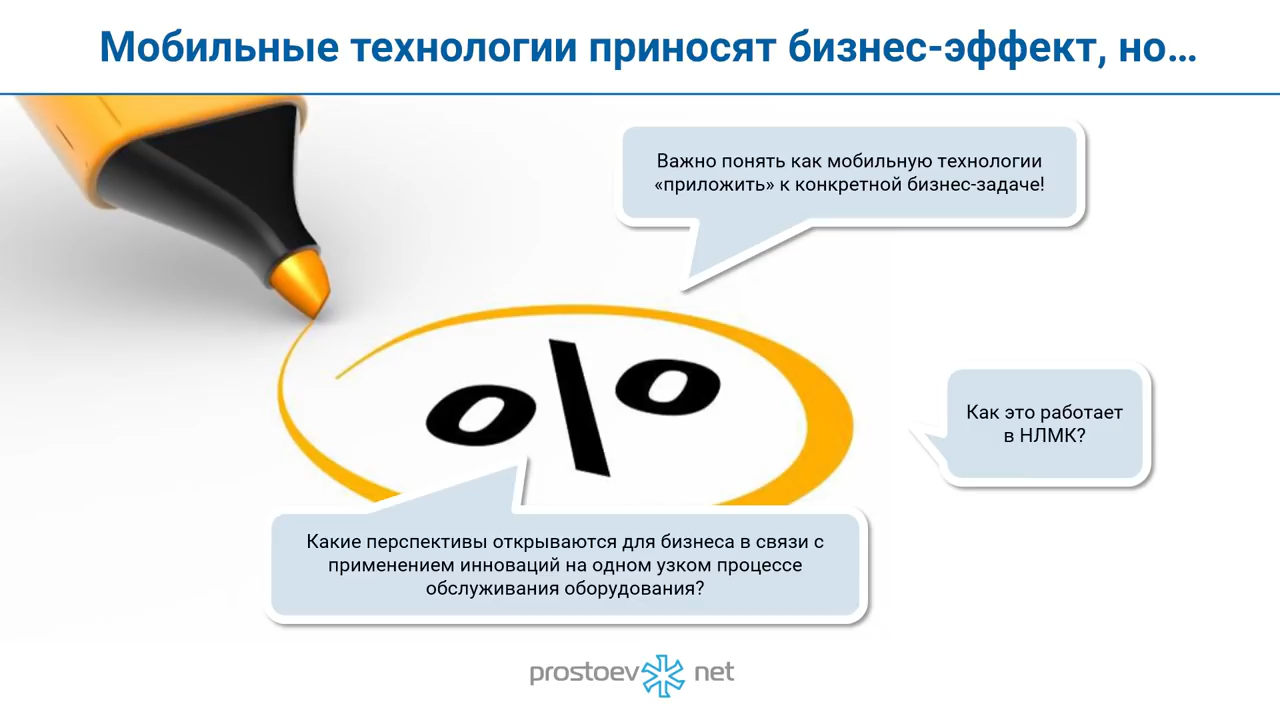 Мобильные технологии приносят бизнес-эффект, но...
Важно понять как мобильную технологии
«приложить» к конкретной бизнес-задаче!
%
Как это работает
в НЛМК?
Какие перспективы открываются для бизнеса в связи с
применением инноваций на одном узком процессе
обслуживания оборудования?
prostoev net